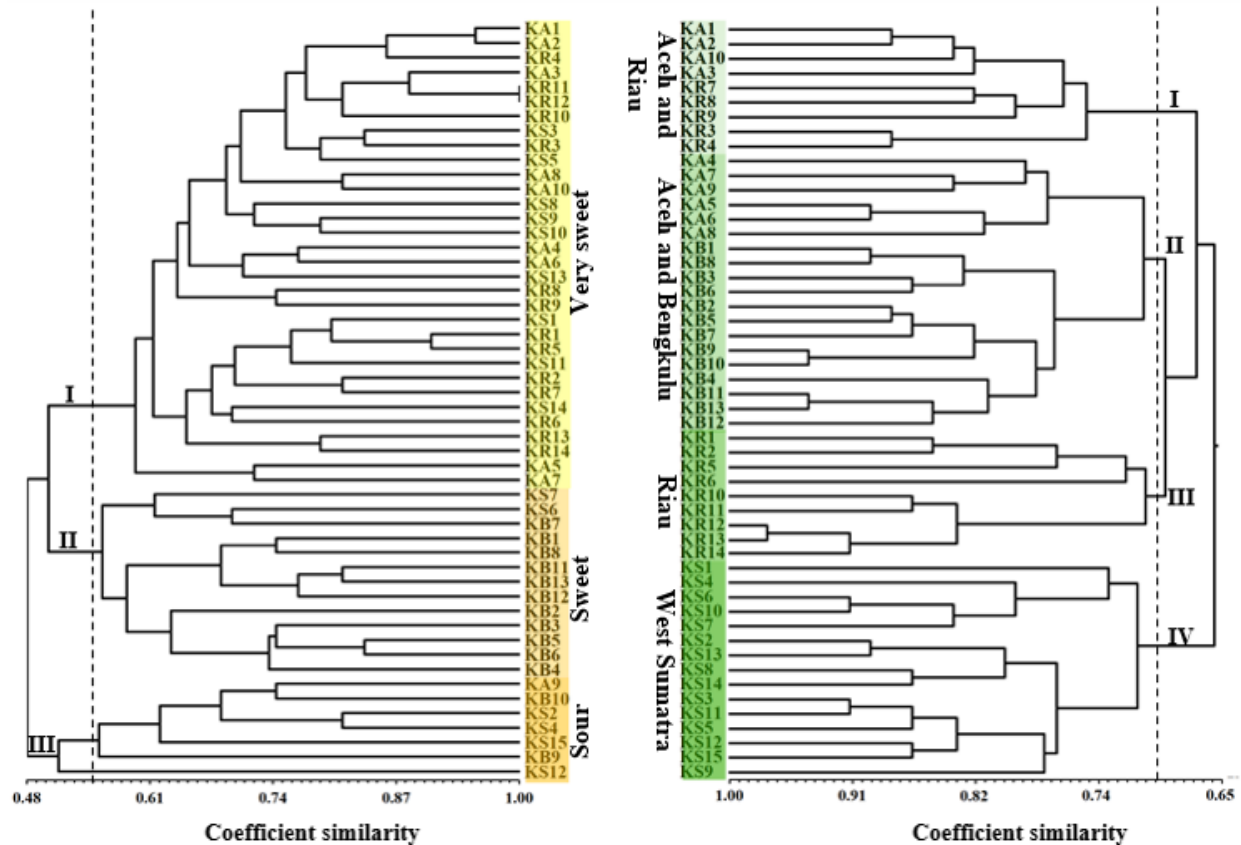 KA1
KA2
KR4
KA3
KR11
KR12
KR10
KS3
KR3
KS5
KA8
KA10
KS8
KS9
KS10
KA4
KA6
KS13
KR8
KR9
KS1
KR1
KR5
KS11
KR2
KR7
KS14
KR6
KR13
KR14
KA5
KA7
KS7
KS6
KB7
KB1
KB8
KB11
KB13
KB12
KB2
KB3
KB5
KB6
KB4
KA9
KB10
KS2
KS4
KS15
KB9
KS12
Very sweet
Sweet
Sour
I
II
III
0.48 0.61 0.74 0.87 1.00
Coefficient similarity
Aceh and
Riau
Aceh and Bengkulu
Riau
West Sumatra
KA1
KA2
KA10
KA3
KR7
KR8
KR9
KR3
KR4
KA4
KA7
KA9
KA5
KA6
KA8
KB1
KB8
KB3
KB6
KB2
KB5
KB7
KB9
KB10
KB4
KB11
KB13
KB12
KR1
KR2
KR5
KR6
KR10
KR11
KR12
KR13
KR14
KS1
KS4
KS6
KS10
KS7
KS2
KS13
KS8
KS14
KS3
KS11
KS5
KS12
KS15
KS9
I
II
III
IV
1.00 0.91 0.82 0.74 0.65
Coefficient similarity